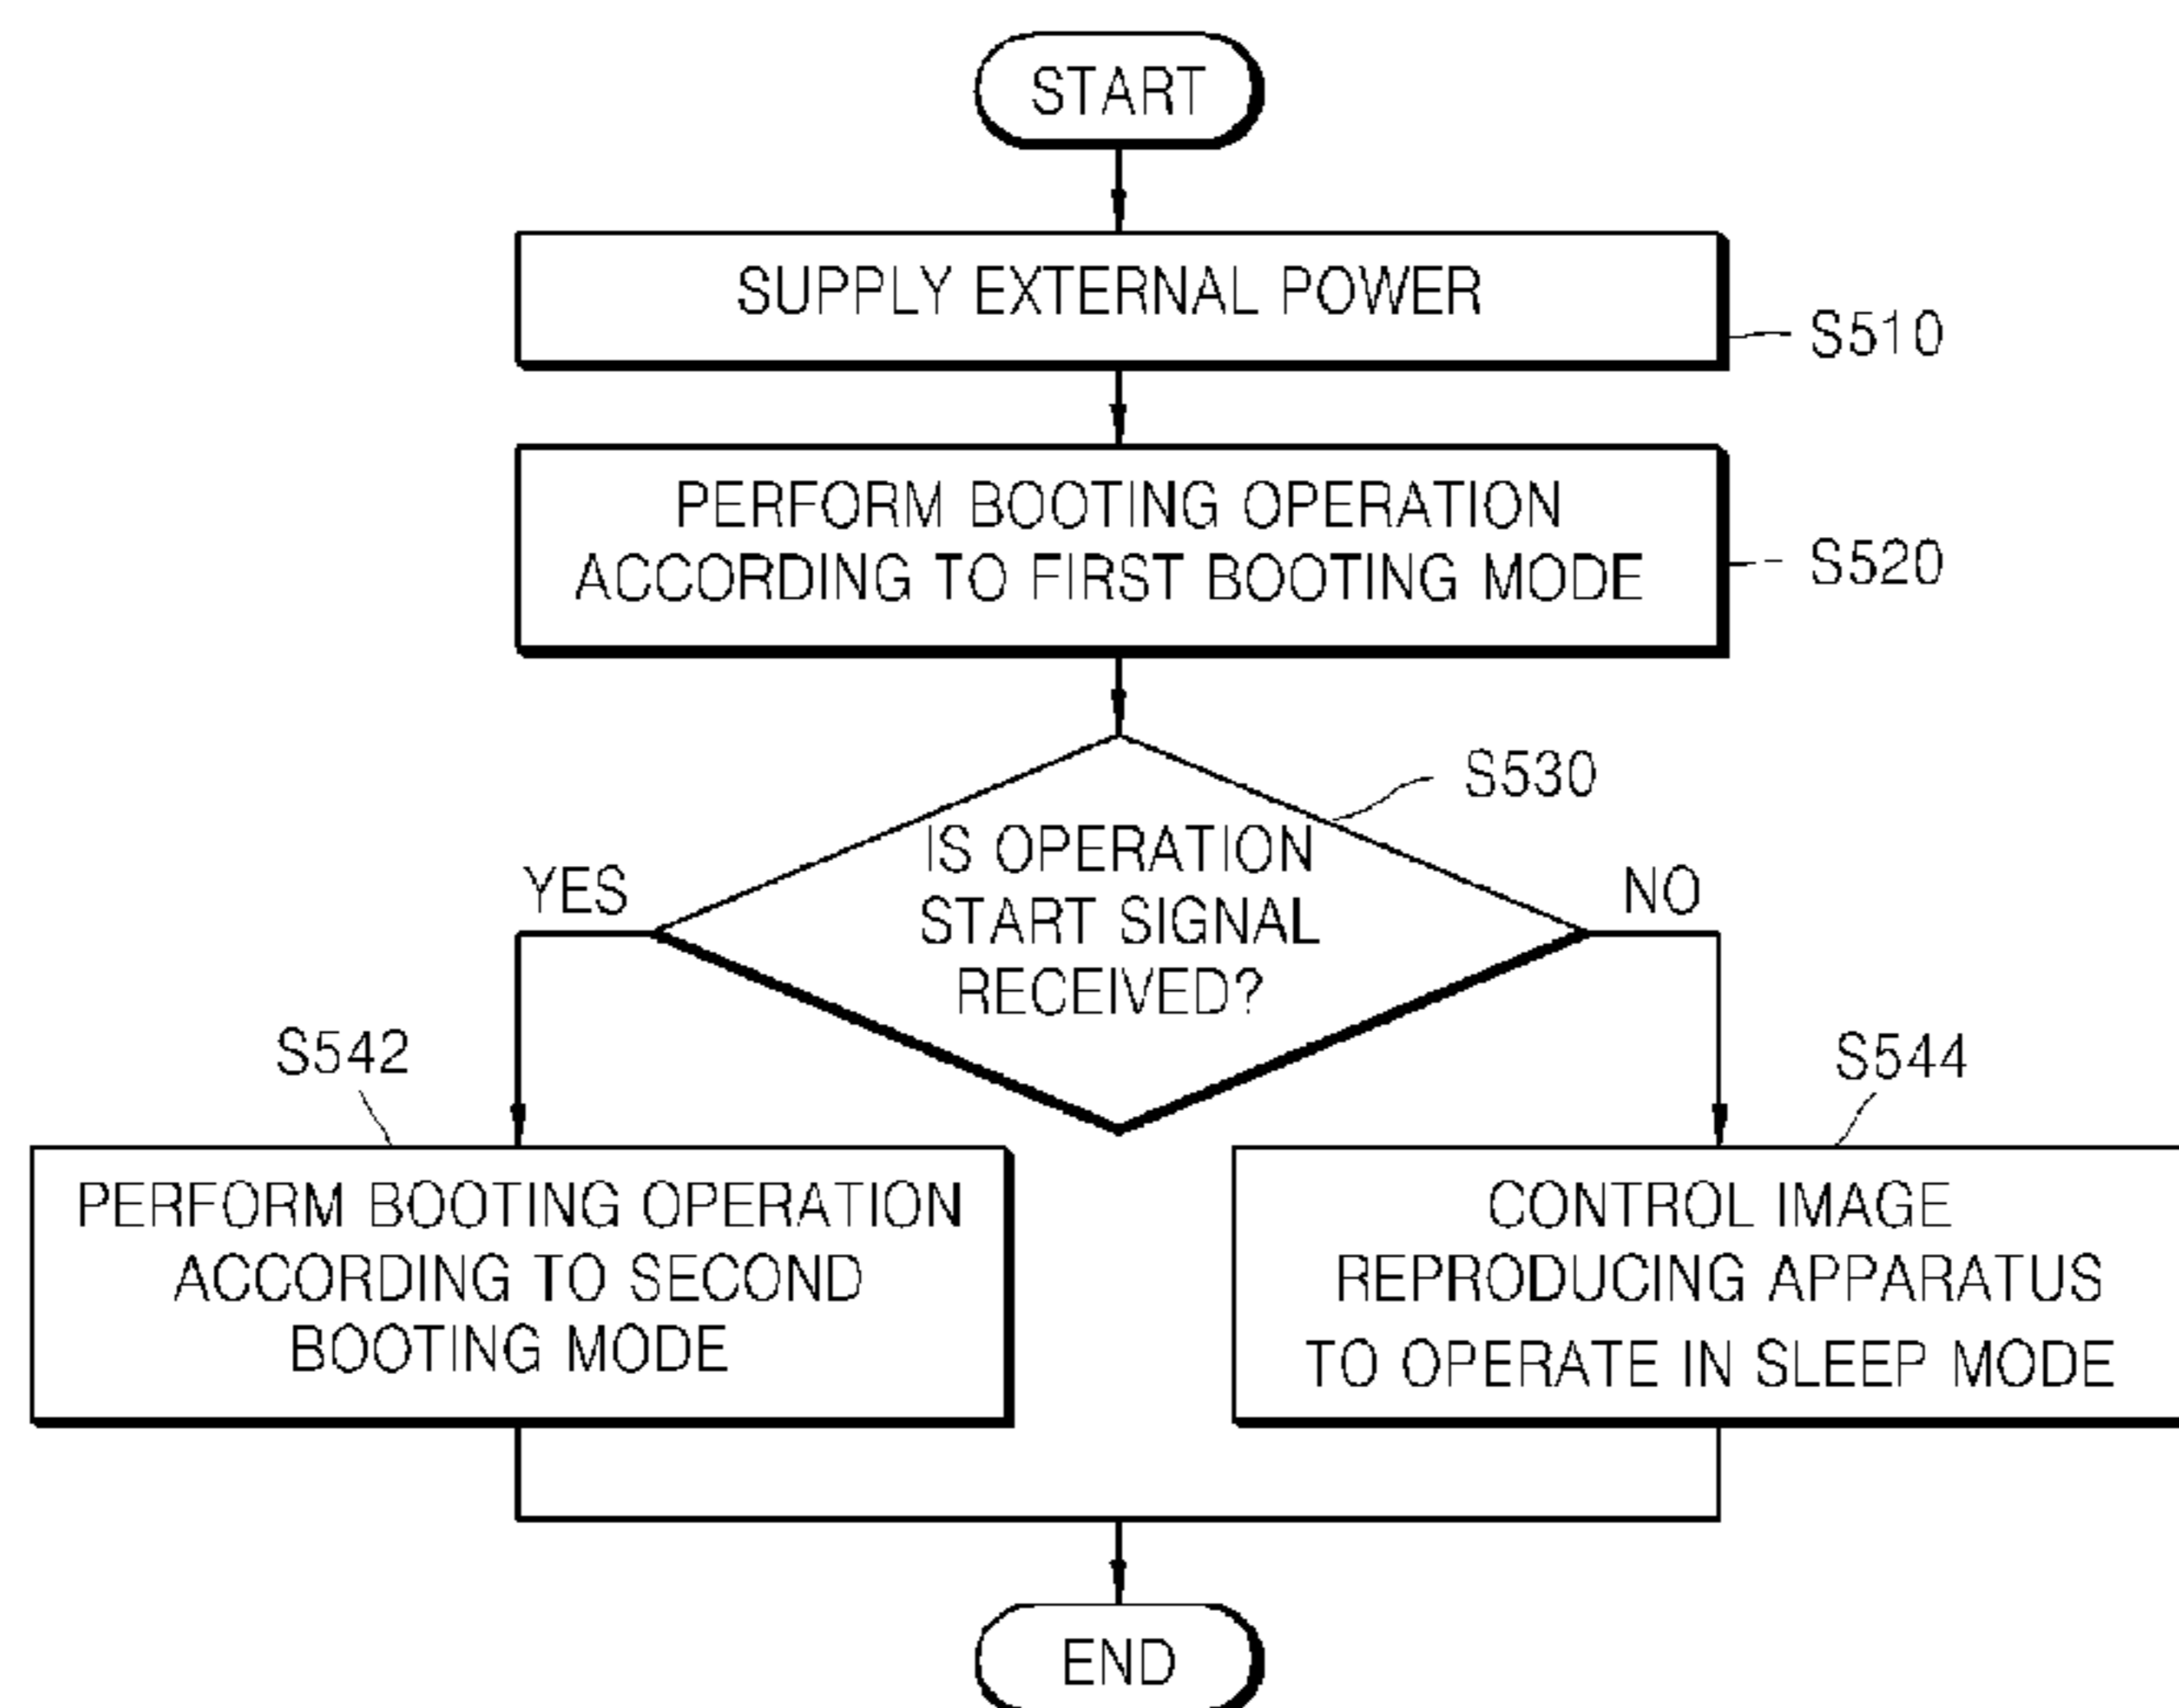 START
SUPPLY EXTERNAL POWER
S510
PERFORM BOOTING OPERATION
ACCORDING TO FIRST BOOTING MODE
S520
S530
IS OPERATION
START SIGNAL
RECEIVED?
YES
NO
S542
PERFORM BOOTING OPERATION
ACCORDING TO SECOND
BOOTING MODE
S544
CONTROL IMAGE
REPRODUCING APPARATUS
TO OPERATE IN SLEEP MODE
END